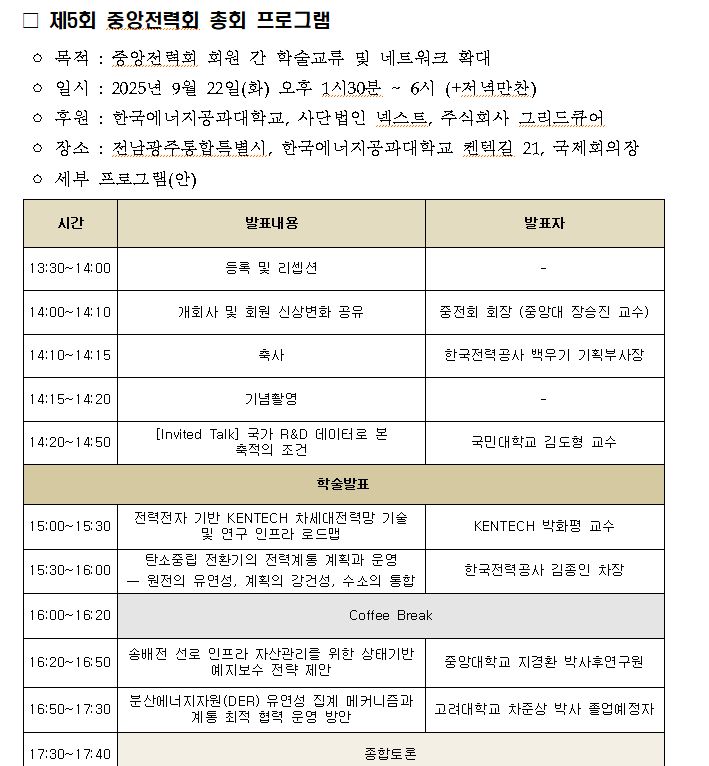 □ 제5회 중앙전력회 총회 프로그램
○ 목적 : 중앙전력회 회원 간 학술교류 및 네트워크 확대
○ 일시 : 2025년 9월 22일(화) 오후 1시30분 ~ 6시 (+저녁만찬)
○ 후원 : 한국에너지공과대학교, 사단법인 넥스트, 주식회사 그리드큐어
○ 장소 : 전남광주통합특별시, 한국에너지공과대학교 켄텍길 21, 국제회의장
○ 세부 프로그램(안)
시간 발표내용 발표자
13:30~14:00 등록 및 리셉션 -
14:00~14:10 개회사 및 회원 신상변화 공유 중전회 회장 (중앙대 장승진 교수)
14:10~14:15 축사 한국전력공사 백우기 기획부사장
14:15~14:20 기념촬영 -
14:20~14:50 [Invited Talk] 국가 R&D 데이터로 본
축적의 조건 국민대학교 김도형 교수
학술발표
15:00~15:30 전력전자 기반 KENTECH 차세대전력망 기술
및 연구 인프라 로드맵 KENTECH 박화평 교수
15:30~16:00 탄소중립 전환기의 전력계통 계획과 운영
— 원전의 유연성, 계획의 강건성, 수소의 통합 한국전력공사 김종인 차장
16:00~16:20 Coffee Break
16:20~16:50 송배전 선로 인프라 자산관리를 위한 상태기반
예지보수 전략 제안 중앙대학교 지경환 박사후연구원
16:50~17:30 분산에너지자원(DER) 유연성 집계 메커니즘과
계통 최적 협력 운영 방안 고려대학교 차준상 박사 졸업예정자
17:30~17:40 종합토론